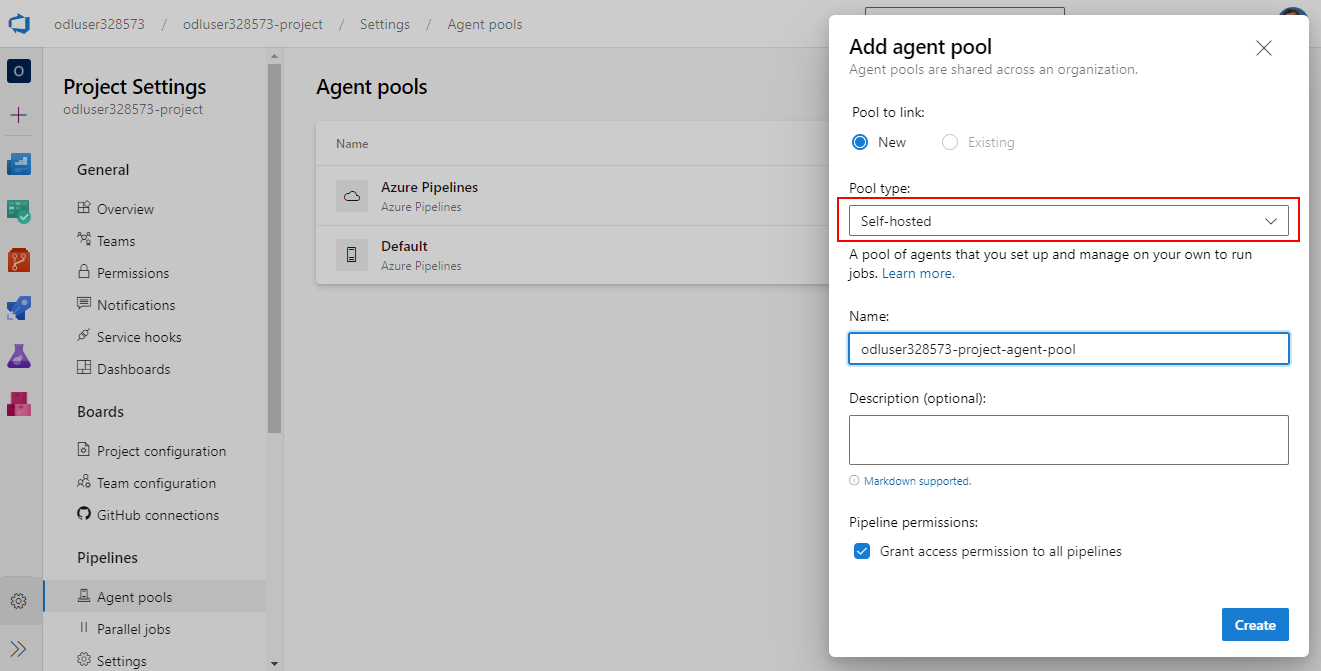 odluser328573 / odluser328573-project / Settings / Agent pools
O
Project Settings
odluser328573-project
General
Overview
Teams
Permissions
Notifications
Service hooks
Dashboards
Boards
Project configuration
Team configuration
GitHub connections
Pipelines
Agent pools
Parallel jobs
Settings
Agent pools
Name
Azure Pipelines
Azure Pipelines
Default
Azure Pipelines
Add agent pool
Agent pools are shared across an organization.
Pool to link:
New Existing
Pool type:
Self-hosted
A pool of agents that you set up and manage on your own to run
jobs. Learn more.
Name:
odluser328573-project-agent-pool
Description (optional):
Markdown supported.
Pipeline permissions:
Grant access permission to all pipelines
Create